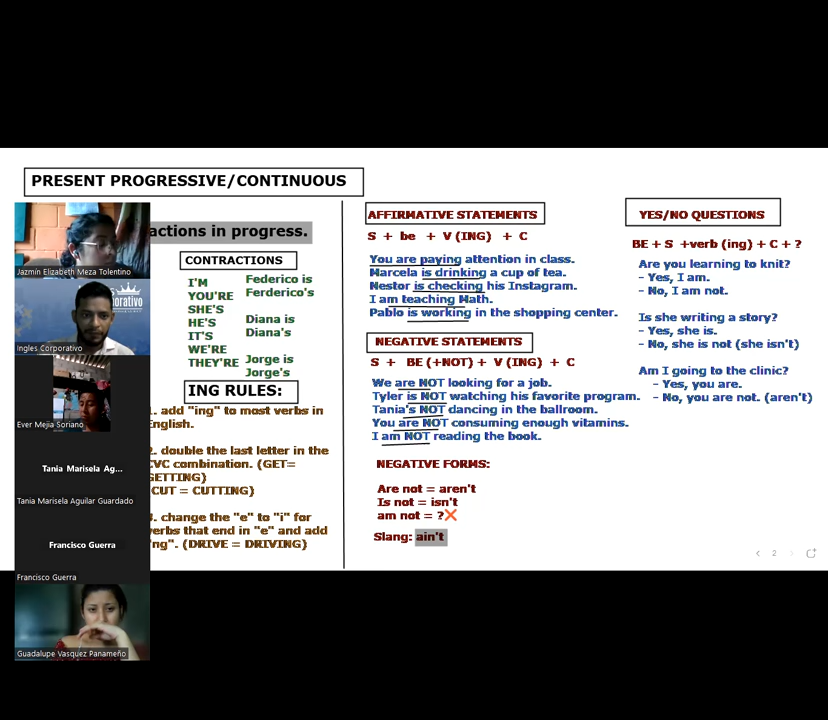 PRESENT PROGRESSIVE/CONTINUOUS
actions in progress.
CONTRACTIONS
I'M
YOU'RE
SHE'S
HE'S
IT'S
WE'RE
THEY'RE
Federico is
Ferderico's
Diana is
Diana's
Jorge is
Jorge's
ING RULES:
1. add "ing" to most verbs in
English.
2. double the last letter in the
CVC combination. (GET=
GETTING)
(CUT = CUTTING)
3. change the "e" to "i" for
verbs that end in "e" and add
"ng". (DRIVE = DRIVING)
AFFIRMATIVE STATEMENTS
S + be + V (ING) + C
You are paying attention in class.
Marcela is drinking a cup of tea.
Nestor is checking his Instagram.
I am teaching Math.
Pablo is working in the shopping center.
NEGATIVE STATEMENTS
S + BE (+NOT) + V (ING) + C
We are NOT looking for a job.
Tyler is NOT watching his favorite program.
Tania's NOT dancing in the ballroom.
You are NOT consuming enough vitamins.
I am NOT reading the book.
NEGATIVE FORMS:
Are not = aren't
Is not = isn't
am not = ?
Slang: ain't
YES/NO QUESTIONS
BE + S +verb (ing) + C + ?
Are you learning to knit?
- Yes, I am.
- No, I am not.
Is she writing a story?
- Yes, she is.
- No, she is not (she isn't)
Am I going to the clinic?
- Yes, you are.
- No, you are not. (aren't)
2
Jazmín Elizabeth Meza Tolentino
orativo
Ingles Corporativo
Ever Mejia Soriano
Tania Marisela Ag...
Tania Marisela Aguilar Guardado
Francisco Guerra
Francisco Guerra
Guadalupe Vasquez Panameño